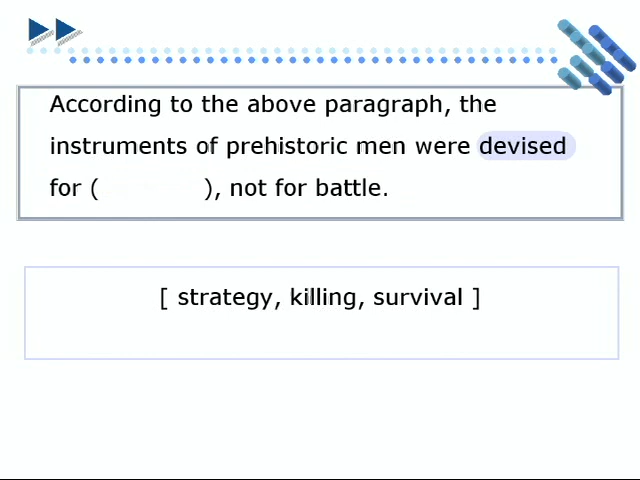 According to the above paragraph, the
instruments of prehistoric men were devised
for (          ), not for battle.
[ strategy, killing, survival ]